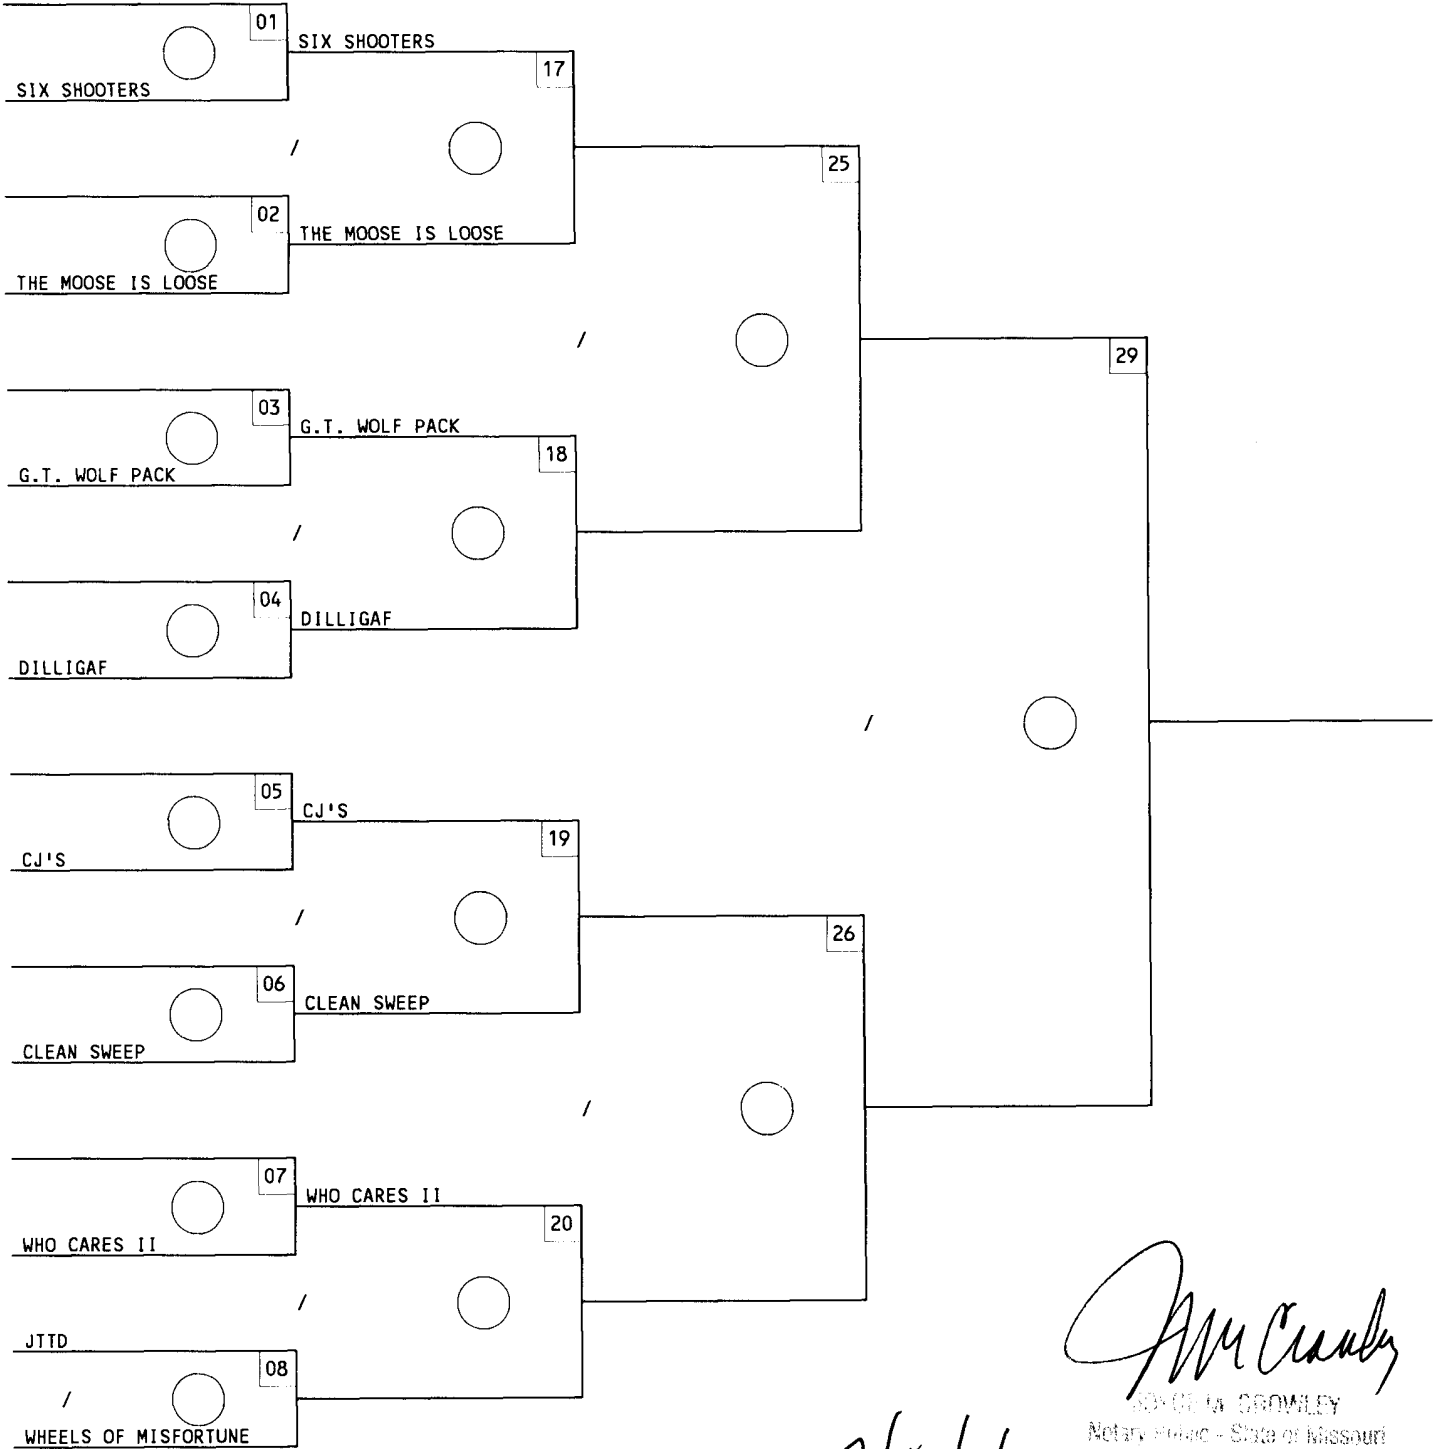 01
SIX SHOOTERS
17
SIX SHOOTERS
/
25
02
THE MOOSE IS LOOSE
THE MOOSE IS LOOSE
/
29
03
G.T. WOLF PACK
18
G.T. WOLF PACK
/
04
DILLIGAF
DILLIGAF
/
05
CJ'S
19
CJ'S
/
26
06
CLEAN SWEEP
CLEAN SWEEP
/
07
WHO CARES II
20
WHO CARES II
/
JTTD
08
/
WHEELS OF MISFORTUNE
M. CROWLEY
Notary Public - State of Missouri